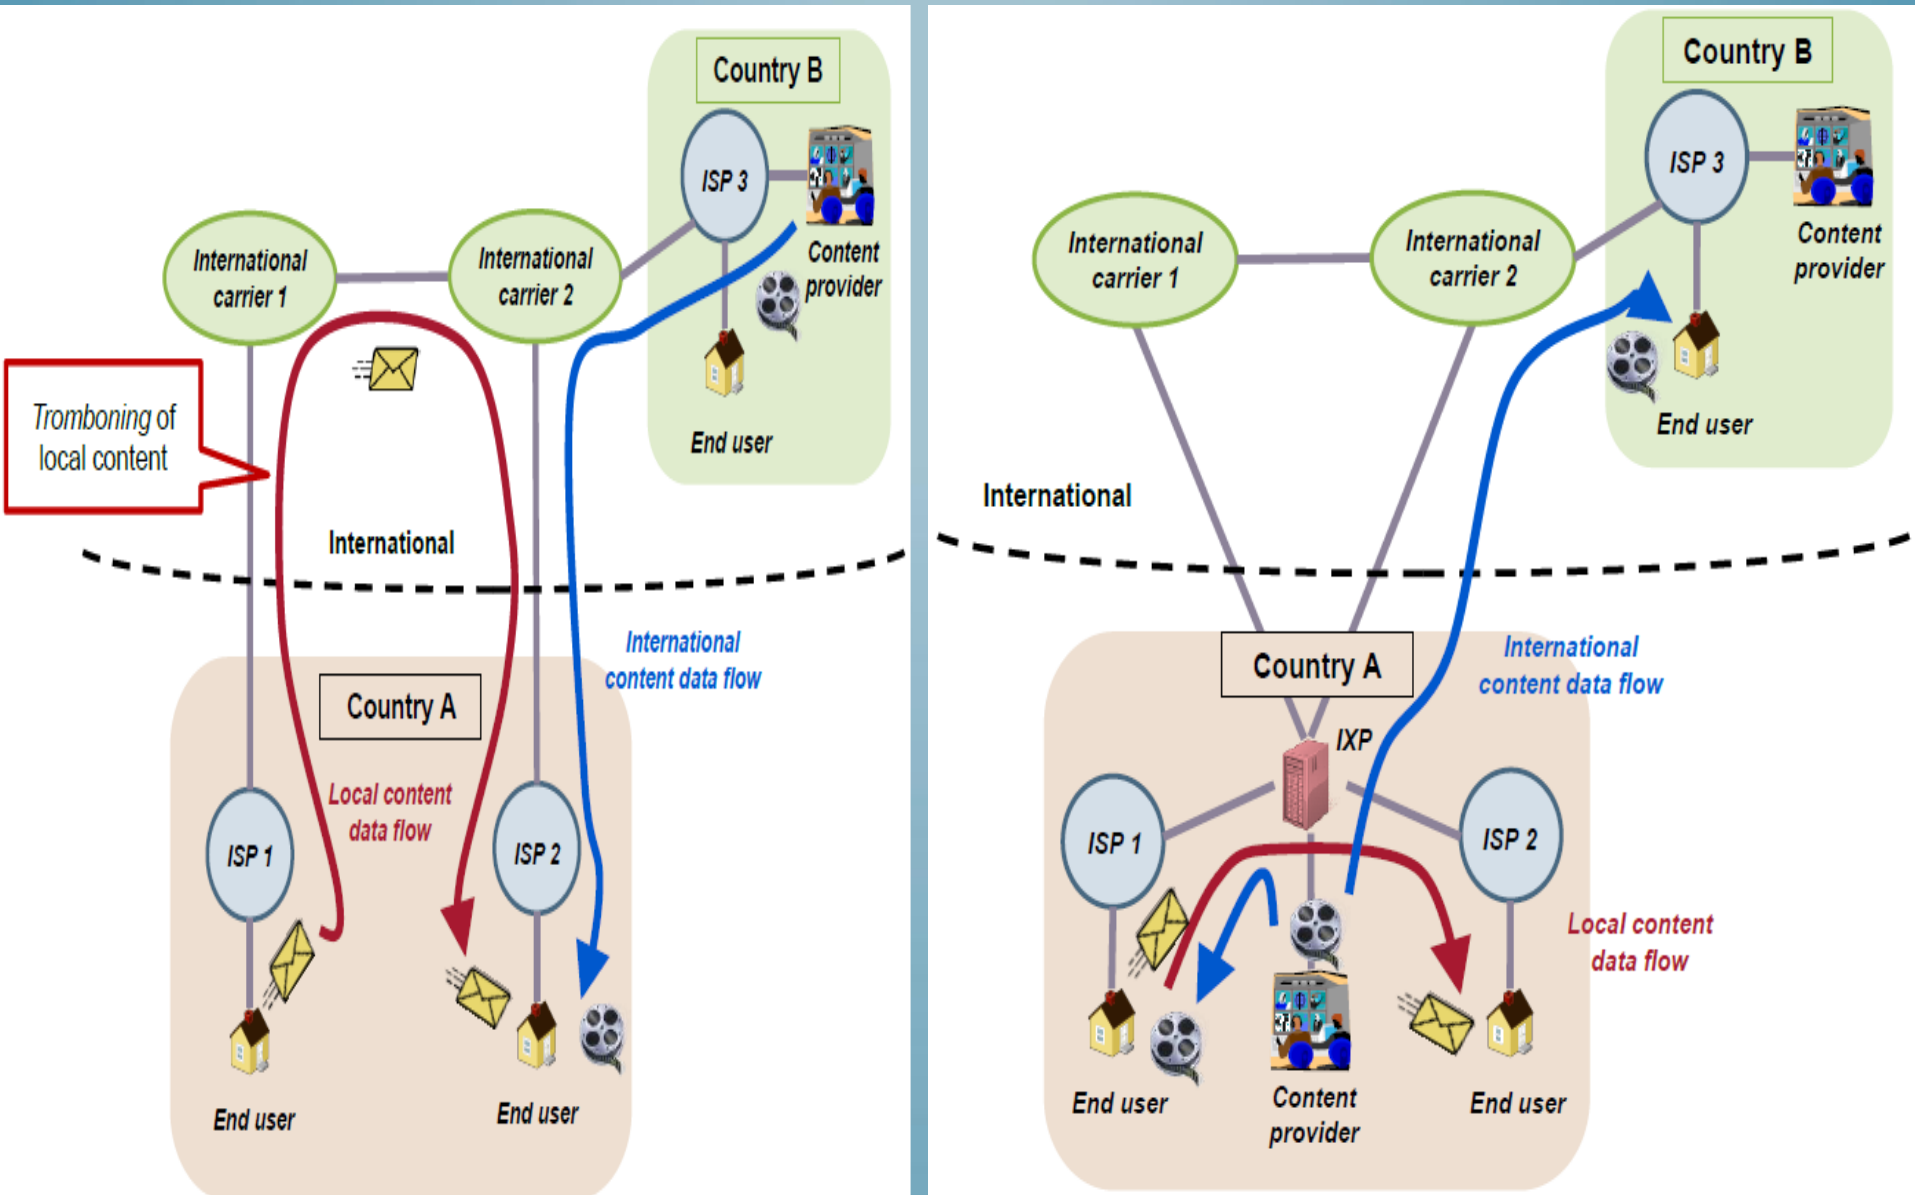 Country B
ISP 3
Content
provider
International
carrier 1
International
carrier 2
End user
Tromboning of
local content
International
International
content data flow
Country A
Local content
data flow
ISP 1
ISP 2
End user
End user
Country B
ISP 3
Content
provider
International
carrier 1
International
carrier 2
End user
International
Country A
International
content data flow
IXP
ISP 1
ISP 2
Local content
data flow
End user
Content
provider
End user